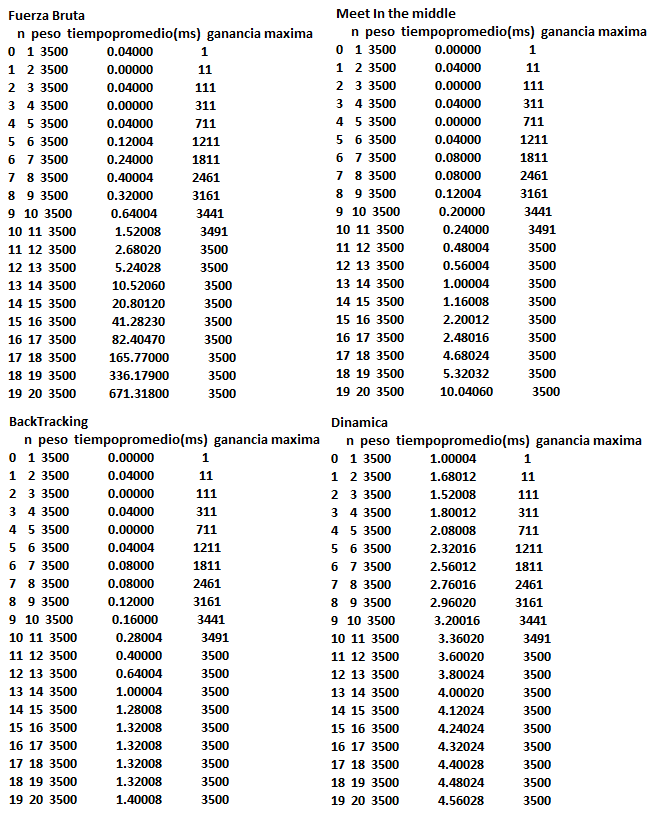 Fuerza Bruta
n peso tiempopromedio(ms) ganancia maxima
0 1 3500 0.04000 1
1 2 3500 0.00000 11
2 3 3500 0.04000 111
3 4 3500 0.00000 311
4 5 3500 0.04000 711
5 6 3500 0.12004 1211
6 7 3500 0.24000 1811
7 8 3500 0.40004 2461
8 9 3500 0.32000 3161
9 10 3500 0.64004 3441
10 11 3500 1.52008 3491
11 12 3500 2.68020 3500
12 13 3500 5.24028 3500
13 14 3500 10.52060 3500
14 15 3500 20.80120 3500
15 16 3500 41.28230 3500
16 17 3500 82.40470 3500
17 18 3500 165.77000 3500
18 19 3500 336.17900 3500
19 20 3500 671.31800 3500
Meet In the middle
n peso tiempopromedio(ms) ganancia maxima
0 1 3500 0.00000 1
1 2 3500 0.04000 11
2 3 3500 0.00000 111
3 4 3500 0.04000 311
4 5 3500 0.00000 711
5 6 3500 0.04000 1211
6 7 3500 0.08000 1811
7 8 3500 0.08000 2461
8 9 3500 0.12004 3161
9 10 3500 0.20000 3441
10 11 3500 0.24000 3491
11 12 3500 0.48004 3500
12 13 3500 0.56004 3500
13 14 3500 1.00004 3500
14 15 3500 1.16008 3500
15 16 3500 2.20012 3500
16 17 3500 2.48016 3500
17 18 3500 4.68024 3500
18 19 3500 5.32032 3500
19 20 3500 10.04060 3500
BackTracking
n peso tiempopromedio(ms) ganancia maxima
0 1 3500 0.00000 1
1 2 3500 0.04000 11
2 3 3500 0.00000 111
3 4 3500 0.04000 311
4 5 3500 0.00000 711
5 6 3500 0.04004 1211
6 7 3500 0.08000 1811
7 8 3500 0.08000 2461
8 9 3500 0.12000 3161
9 10 3500 0.16000 3441
10 11 3500 0.28004 3491
11 12 3500 0.40000 3500
12 13 3500 0.64004 3500
13 14 3500 1.00004 3500
14 15 3500 1.28008 3500
15 16 3500 1.32008 3500
16 17 3500 1.32008 3500
17 18 3500 1.32008 3500
18 19 3500 1.32008 3500
19 20 3500 1.40008 3500
Dinamica
n peso tiempopromedio(ms) ganancia maxima
0 1 3500 1.00004 1
1 2 3500 1.68012 11
2 3 3500 1.52008 111
3 4 3500 1.80012 311
4 5 3500 2.08008 711
5 6 3500 2.32016 1211
6 7 3500 2.56012 1811
7 8 3500 2.76016 2461
8 9 3500 2.96020 3161
9 10 3500 3.20016 3441
10 11 3500 3.36020 3491
11 12 3500 3.60020 3500
12 13 3500 3.80024 3500
13 14 3500 4.00020 3500
14 15 3500 4.12024 3500
15 16 3500 4.24024 3500
16 17 3500 4.32024 3500
17 18 3500 4.40028 3500
18 19 3500 4.48024 3500
19 20 3500 4.56028 3500